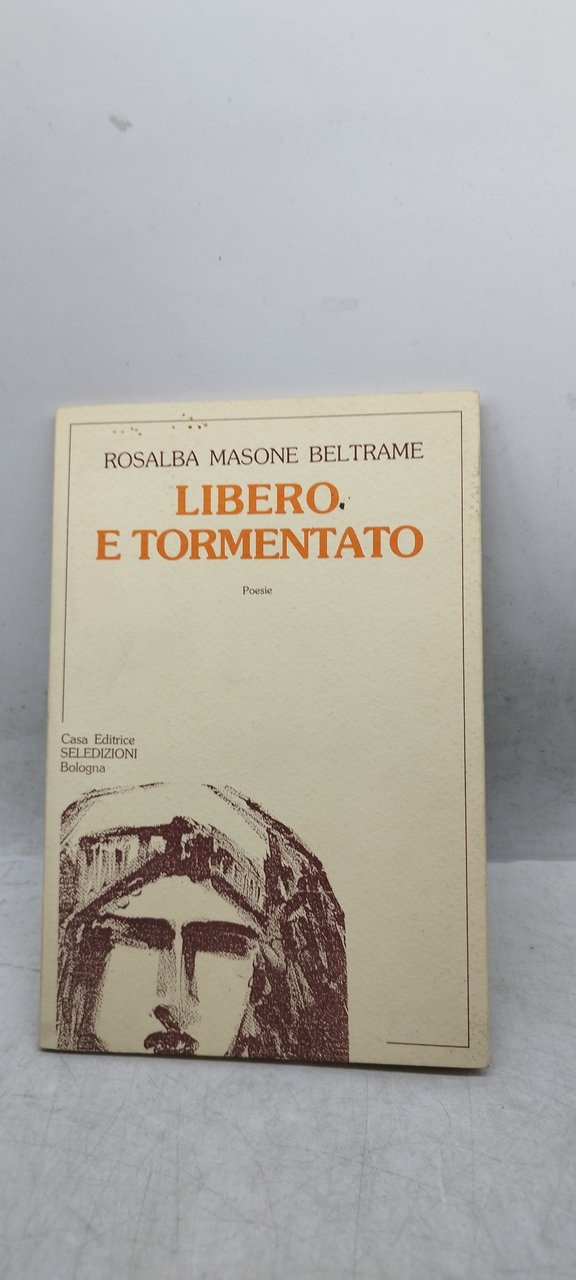 ROSALBA MASONE BELTRAME
LIBERO
E TORMENTATO
Poesie
Casa Editrice
SELEDIZIONI
Bologna